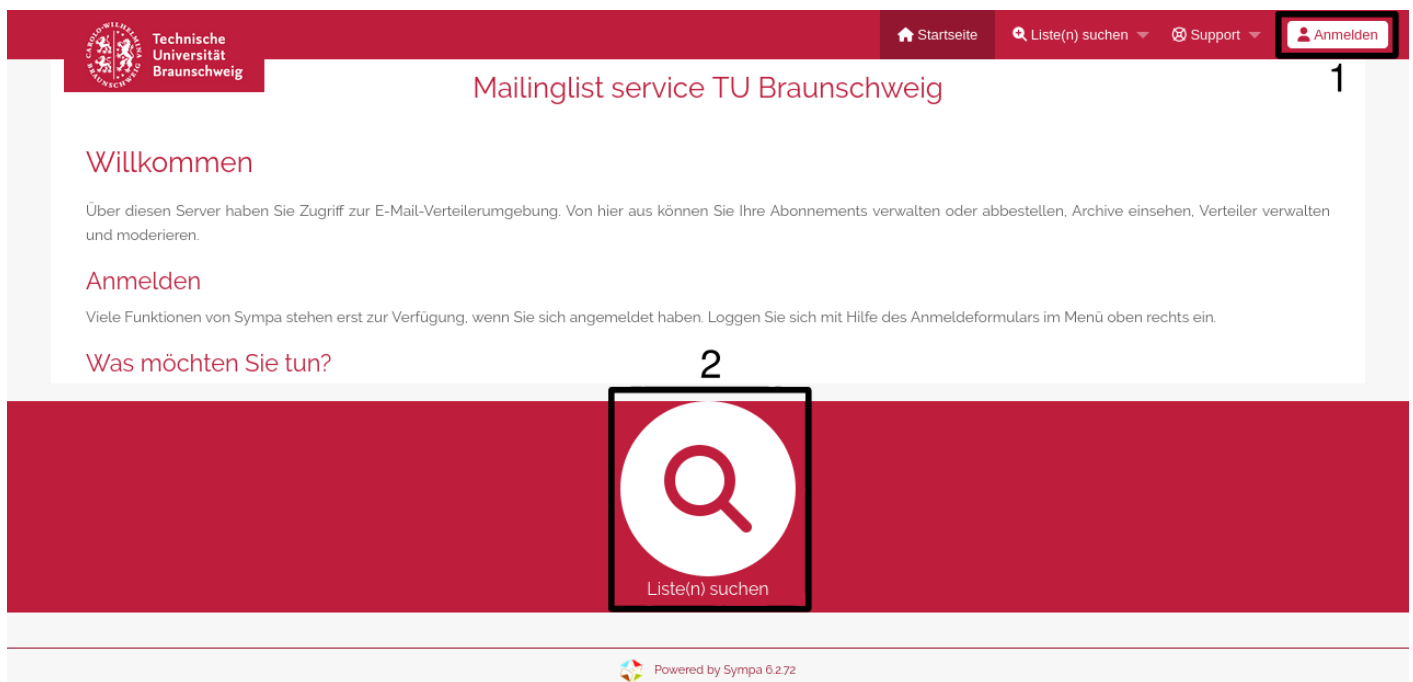 CAROLO-WILHELMINA
BRAUNSCHWEIG
Technische
Universität
Braunschweig
Startseite
Liste(n) suchen
Support
Anmelden
1
Mailinglist service TU Braunschweig
Willkommen
Über diesen Server haben Sie Zugriff zur E-Mail-Verteilerumgebung. Von hier aus können Sie Ihre Abonnements verwalten oder abbestellen, Archive einsehen, Verteiler verwalten
und moderieren.
Anmelden
Viele Funktionen von Sympa stehen erst zur Verfügung, wenn Sie sich angemeldet haben. Loggen Sie sich mit Hilfe des Anmeldeformulars im Menü oben rechts ein.
Was möchten Sie tun?
2
Liste(n) suchen
Powered by Sympa 6.2.72